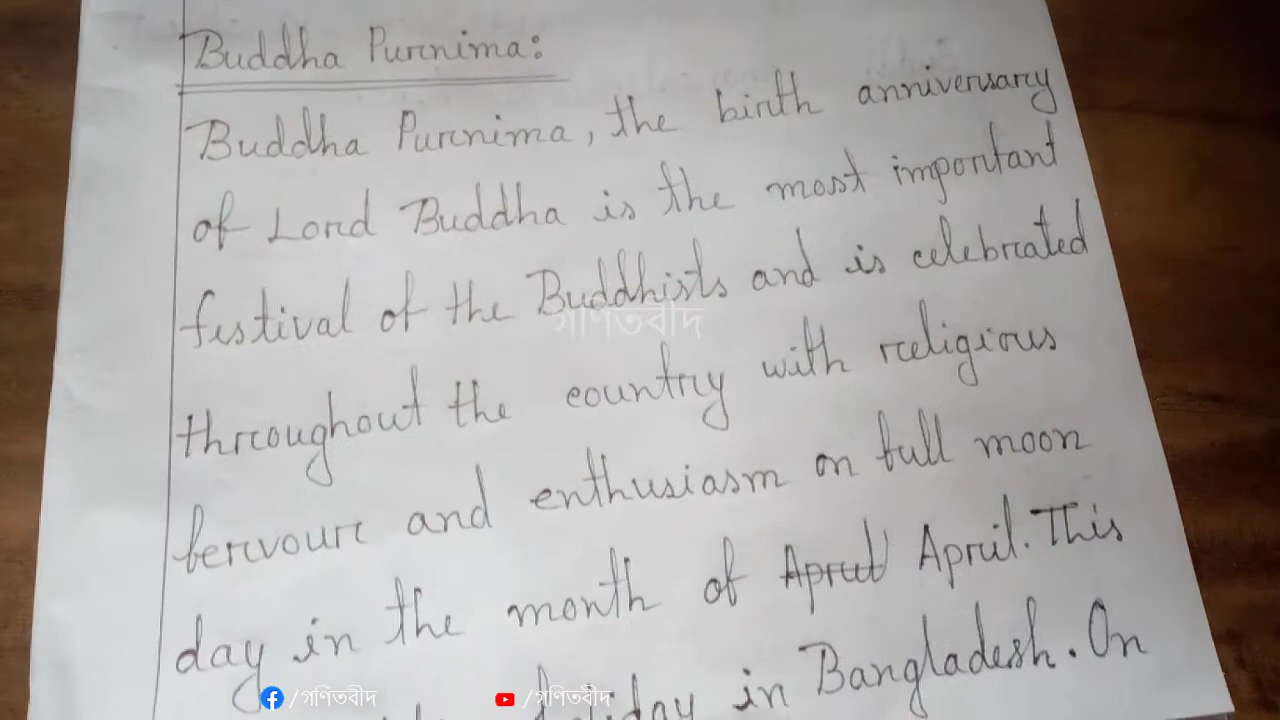 Buddha Purnima:
Buddha Purnima, the birth anniversary
of Lord Buddha is the most important
festival of the Buddhists and is celebrated
গণিতবীদ
throughout the country with religious
fervour and enthusiasm on full moon
day in the month of April. This
holiday in Bangladesh. On
/গণিতবীদ /গণিতবীদ